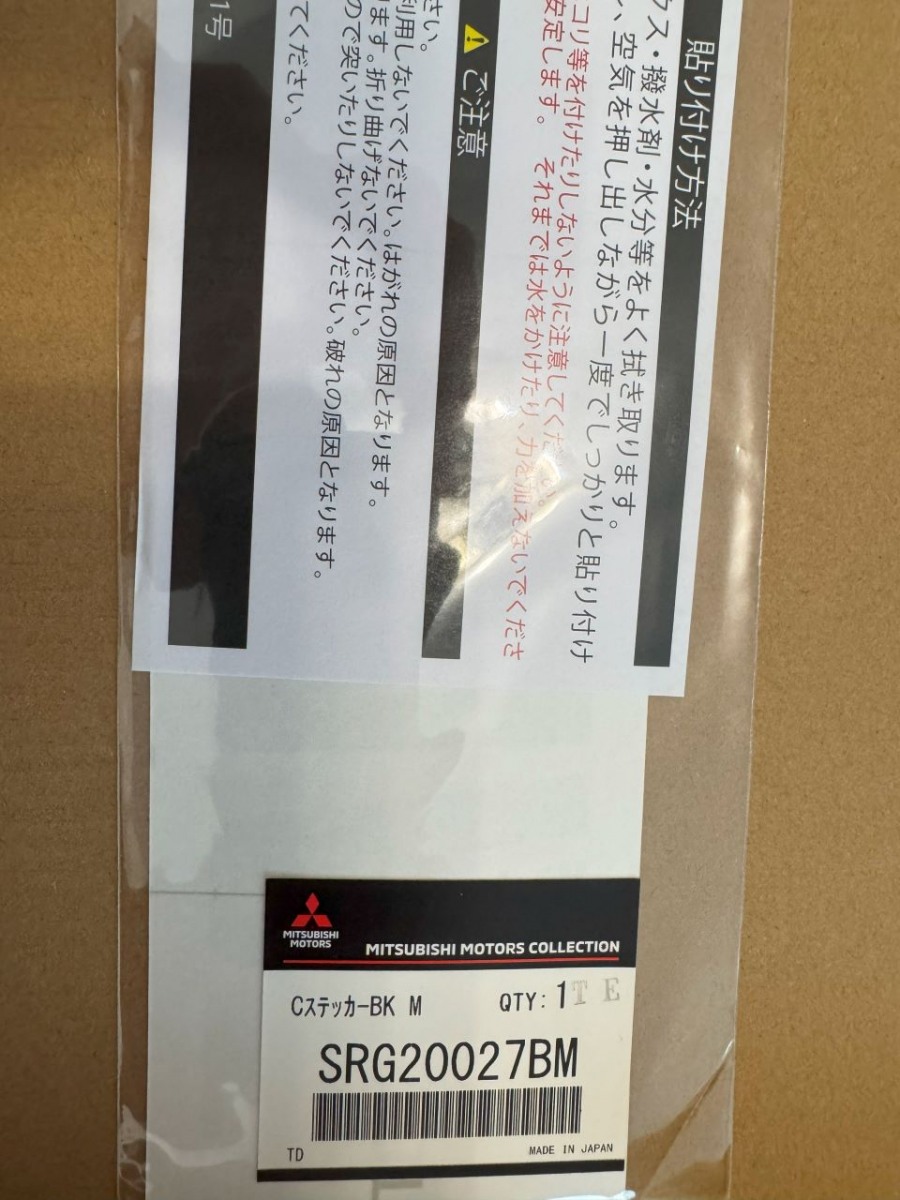 貼り付け方法
ス・撥水剤・水分等をよく拭き取ります。
、空気を押し出しながら一度でしっかりと貼り付け
コリ等を付けたりしないように注意してください。
安定します。 それまでは水をかけたり、力を加えないでくださ
ご注意
さい。
利用しないでください。はがれの原因となります。
ます。折り曲げないでください。
ので突いたりしないでください。破れの原因となります。
てください。
1号
MITSUBISHI
MOTORS
MITSUBISHI MOTORS COLLECTION
CステッカーBK M QTY: 1 T E
SRG20027BM
TD MADE IN JAPAN